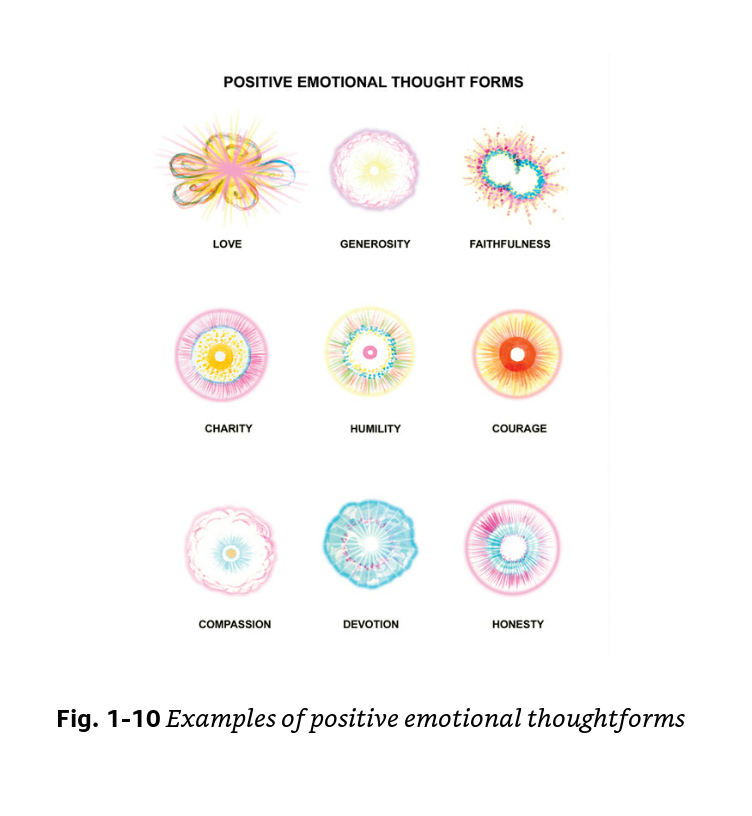 POSITIVE EMOTIONAL THOUGHT FORMS
LOVE GENEROSITY FAITHFULNESS
CHARITY HUMILITY COURAGE
COMPASSION DEVOTION HONESTY
Fig. 1-10 Examples of positive emotional thoughtforms